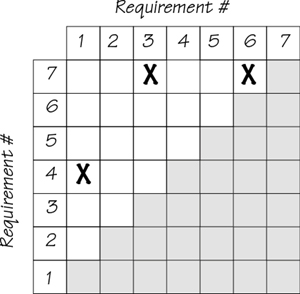 Requirement #
1 2 3 4 5 6 7
Requirement #
7 X X
6
5
4 X
3
2
1